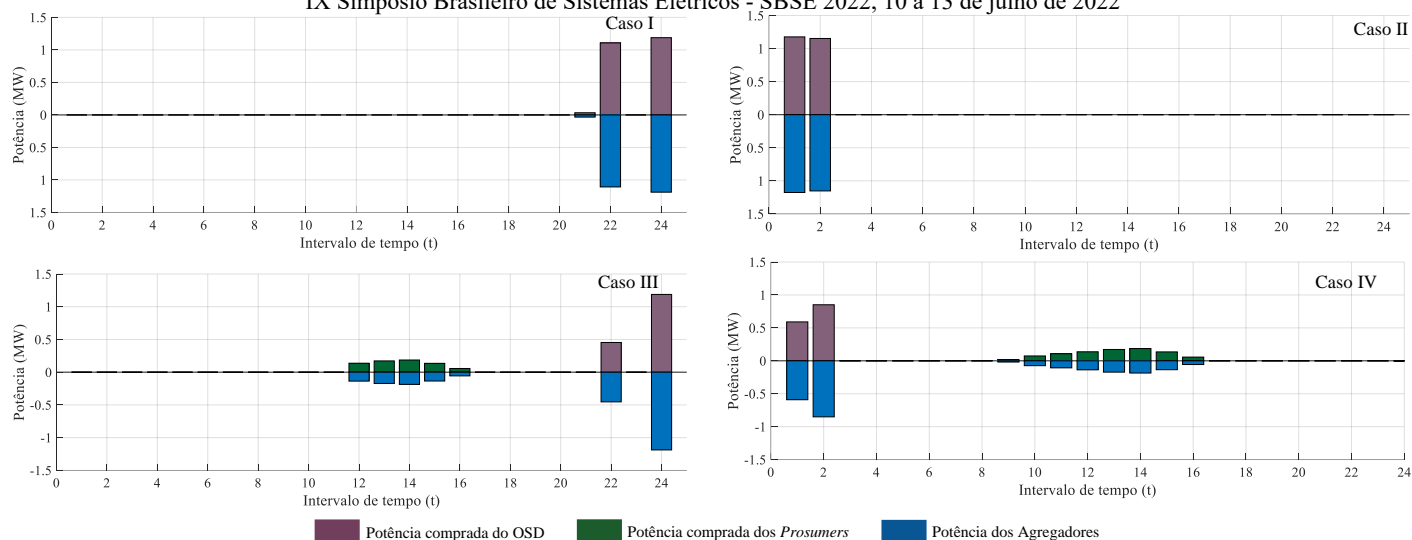 IX Simpósio Brasileiro de Sistemas Elétricos - SBSE 2022, 10 a 13 de julho de 2022
Caso I
1.5
1
0.5
0
0.5
1
1.5
Potência (MW)
0 2 4 6 8 10 12 14 16 18 20 22 24
Intervalo de tempo (t)
Caso II
1.5
1
0.5
0
0.5
1
1.5
Potência (MW)
0 2 4 6 8 10 12 14 16 18 20 22 24
Intervalo de tempo (t)
Caso III
1.5
1
0.5
0
-0.5
-1
-1.5
Potência (MW)
0 2 4 6 8 10 12 14 16 18 20 22 24
Intervalo de tempo (t)
Caso IV
1.5
1
0.5
0
-0.5
-1
-1.5
Potência (MW)
0 2 4 6 8 10 12 14 16 18 20 22 24
Intervalo de tempo (t)
Potência comprada do OSD Potência comprada dos Prosumers Potência dos Agregadores